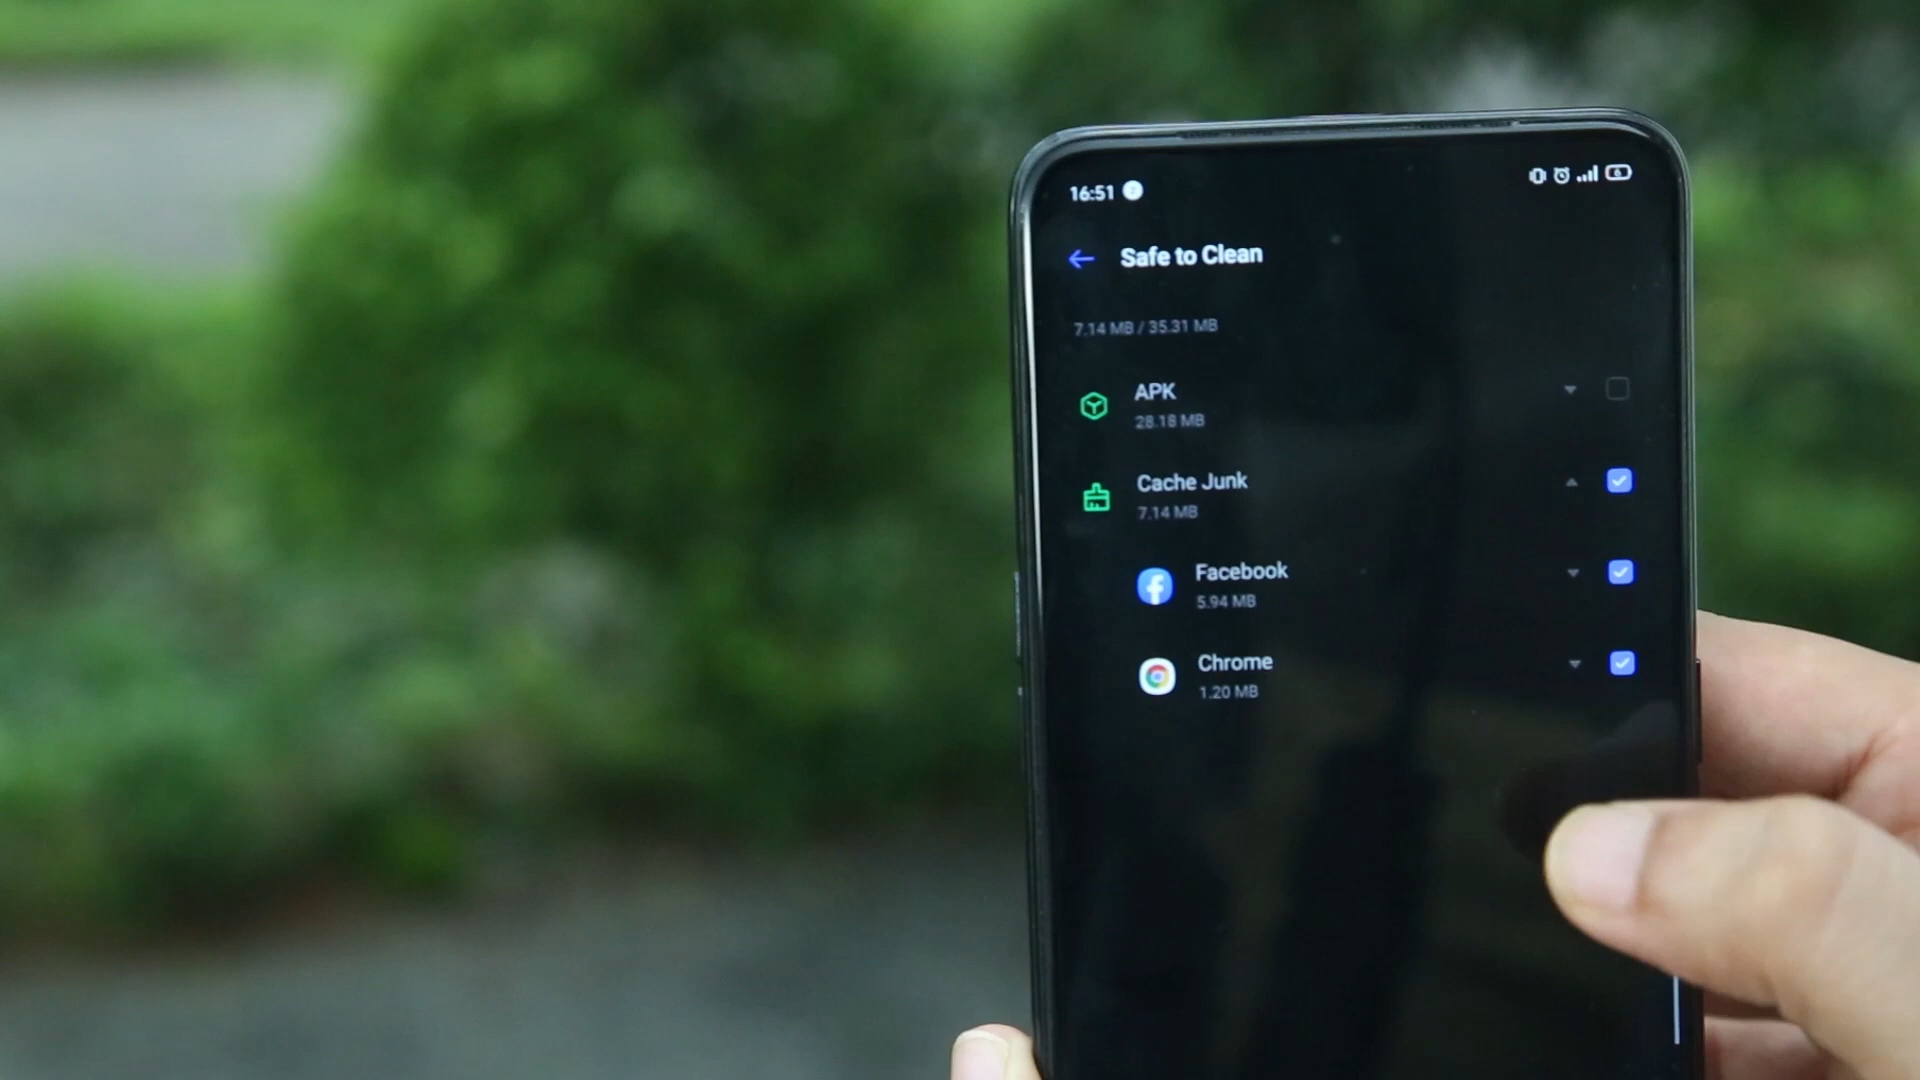 16:51
Safe to Clean
7.14 MB / 35.31 MB
APK
28.18 MB
Cache Junk
7.14 MB
Facebook
5.94 MB
Chrome
1.20 MB